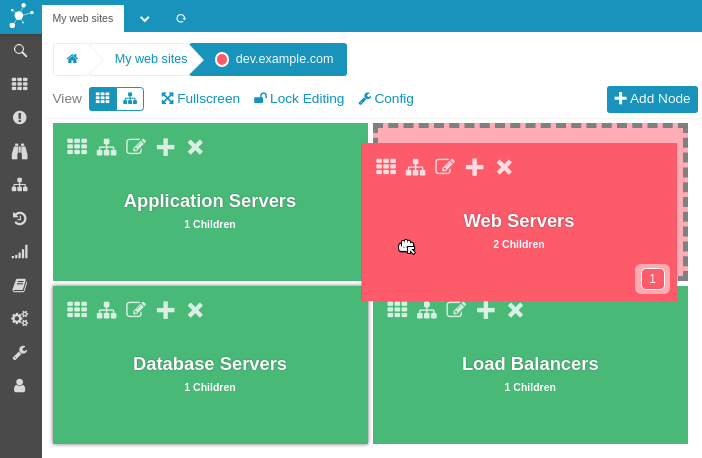 My web sites
My web sites
dev.example.com
View
Fullscreen
Lock Editing
Config
Add Node
Application Servers
1 Children
Web Servers
2 Children
1
Database Servers
1 Children
Load Balancers
1 Children